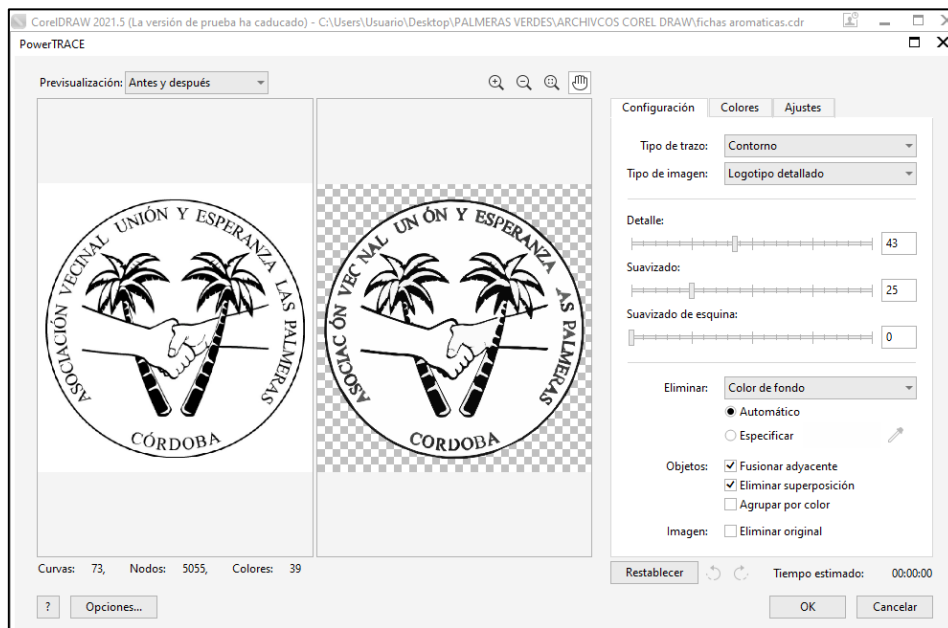 CorelDRAW 2021.5 (La versión de prueba ha caducado) - C:\Users\Usuario\Desktop\PALMERAS VERDES\ARCHIVCOS COREL DRAW\fichas aromaticas.cdr
PowerTRACE
Previsualización: Antes y después
Configuración Colores Ajustes
Tipo de trazo: Contorno
Tipo de imagen: Logotipo detallado
ASOCIACIÓN VECINAL UNIÓN Y ESPERANZA LAS PALMERAS
CÓRDOBA
ASOCIAC ÓN VEC NAL UN ÓN Y ESPERANZA AS PALMERAS
CORDOBA
Detalle:
43
Suavizado:
25
Suavizado de esquina:
0
Eliminar: Color de fondo
Automático
Especificar
Objetos: Fusionar adyacente
Eliminar superposición
Agrupar por color
Imagen: Eliminar original
Curvas: 73, Nodos: 5055, Colores: 39
Restablecer Tiempo estimado: 00:00:00
? Opciones... OK Cancelar